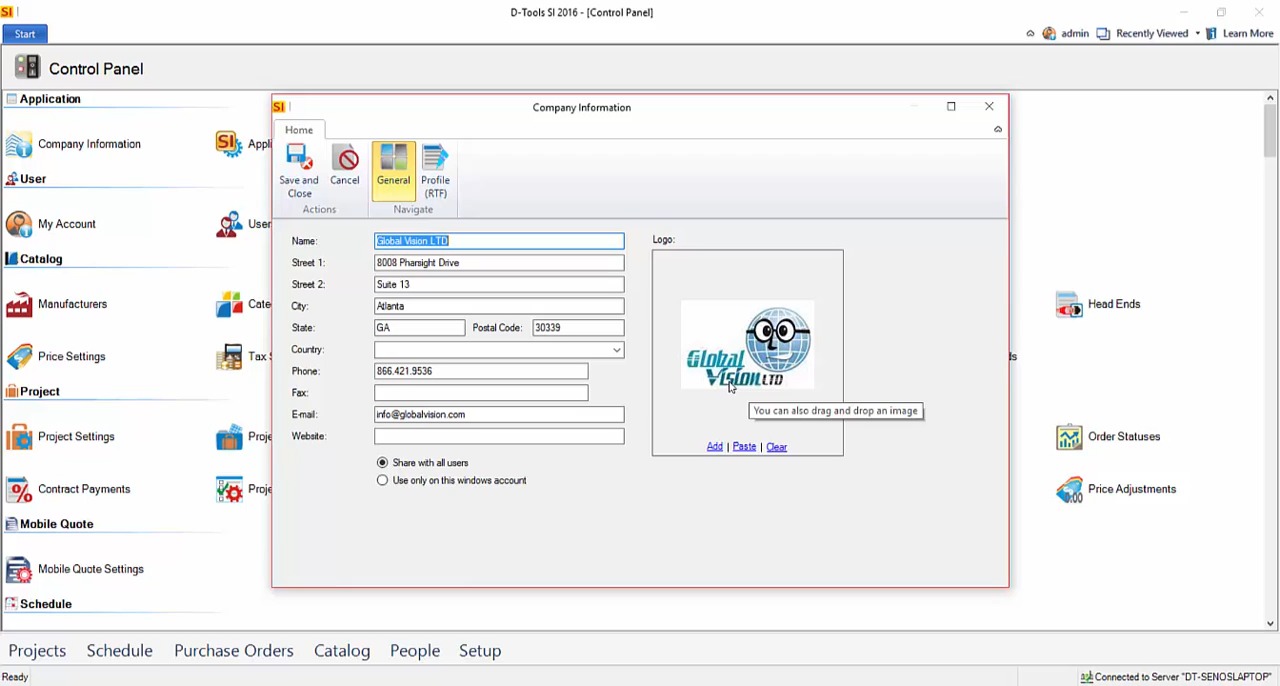 SI
D-Tools SI 2016 - [Control Panel]
Start
admin
Recently Viewed
Learn More
Control Panel
Application
Company Information
User
My Account
Catalog
Manufacturers
Price Settings
Project
Project Settings
Contract Payments
Mobile Quote
Mobile Quote Settings
Schedule
SI
Head Ends
Order Statuses
Price Adjustments
SI
Company Information
Home
Save and Close
Cancel
General
Profile (RTF)
Actions
Navigate
Name: Global Vision LTD
Street 1: 8008 Pharsight Drive
Street 2: Suite 13
City: Atlanta
State: GA Postal Code: 30339
Country:
Phone: 866.421.9536
Fax:
E-mail: info@globalvision.com
Website:
Share with all users
Use only on this windows account
Logo:
Global
Vision LTD
You can also drag and drop an image
Add | Paste | Clear
Projects Schedule Purchase Orders Catalog People Setup
Ready
Connected to Server "DT-SENOSLAPTOP"